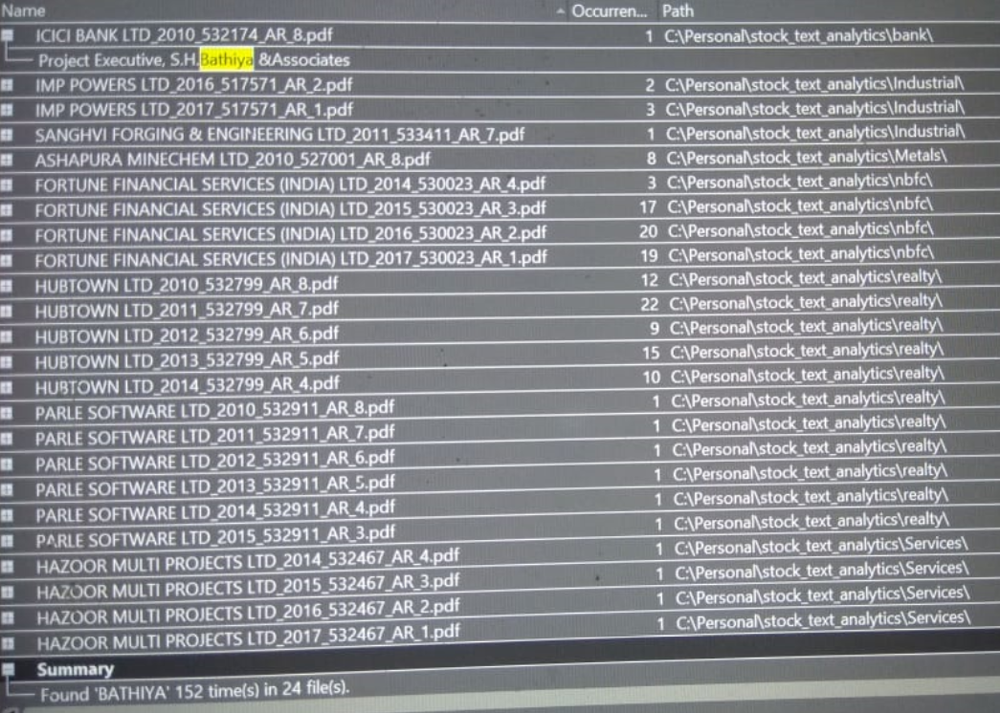 Name Occurren... Path
ICICI BANK LTD_2010_532174_AR_8.pdf 1 C:\Personal\stock_text_analytics\bank\
Project Executive, S.H.Bathiya &Associates
IMP POWERS LTD_2016_517571_AR_2.pdf 2 C:\Personal\stock_text_analytics\Industrial\
IMP POWERS LTD_2017_517571_AR_1.pdf 3 C:\Personal\stock_text_analytics\Industrial\
SANGHVI FORGING & ENGINEERING LTD_2011_533411_AR_7.pdf 1 C:\Personal\stock_text_analytics\Industrial\
ASHAPURA MINECHEM LTD_2010_527001_AR_8.pdf 8 C:\Personal\stock_text_analytics\Metals\
FORTUNE FINANCIAL SERVICES (INDIA) LTD_2014_530023_AR_4.pdf 3 C:\Personal\stock_text_analytics\nbfc\
FORTUNE FINANCIAL SERVICES (INDIA) LTD_2015_530023_AR_3.pdf 17 C:\Personal\stock_text_analytics\nbfc\
FORTUNE FINANCIAL SERVICES (INDIA) LTD_2016_530023_AR_2.pdf 20 C:\Personal\stock_text_analytics\nbfc\
FORTUNE FINANCIAL SERVICES (INDIA) LTD_2017_530023_AR_1.pdf 19 C:\Personal\stock_text_analytics\nbfc\
HUBTOWN LTD_2010_532799_AR_8.pdf 12 C:\Personal\stock_text_analytics\realty\
HUBTOWN LTD_2011_532799_AR_7.pdf 22 C:\Personal\stock_text_analytics\realty\
HUBTOWN LTD_2012_532799_AR_6.pdf 9 C:\Personal\stock_text_analytics\realty\
HUBTOWN LTD_2013_532799_AR_5.pdf 15 C:\Personal\stock_text_analytics\realty\
HUBTOWN LTD_2014_532799_AR_4.pdf 10 C:\Personal\stock_text_analytics\realty\
PARLE SOFTWARE LTD_2010_532911_AR_8.pdf 1 C:\Personal\stock_text_analytics\realty\
PARLE SOFTWARE LTD_2011_532911_AR_7.pdf 1 C:\Personal\stock_text_analytics\realty\
PARLE SOFTWARE LTD_2012_532911_AR_6.pdf 1 C:\Personal\stock_text_analytics\realty\
PARLE SOFTWARE LTD_2013_532911_AR_5.pdf 1 C:\Personal\stock_text_analytics\realty\
PARLE SOFTWARE LTD_2014_532911_AR_4.pdf 1 C:\Personal\stock_text_analytics\realty\
PARLE SOFTWARE LTD_2015_532911_AR_3.pdf 1 C:\Personal\stock_text_analytics\realty\
HAZOOR MULTI PROJECTS LTD_2014_532467_AR_4.pdf 1 C:\Personal\stock_text_analytics\Services\
HAZOOR MULTI PROJECTS LTD_2015_532467_AR_3.pdf 1 C:\Personal\stock_text_analytics\Services\
HAZOOR MULTI PROJECTS LTD_2016_532467_AR_2.pdf 1 C:\Personal\stock_text_analytics\Services\
HAZOOR MULTI PROJECTS LTD_2017_532467_AR_1.pdf 1 C:\Personal\stock_text_analytics\Services\
Summary
Found 'BATHIYA' 152 time(s) in 24 file(s).